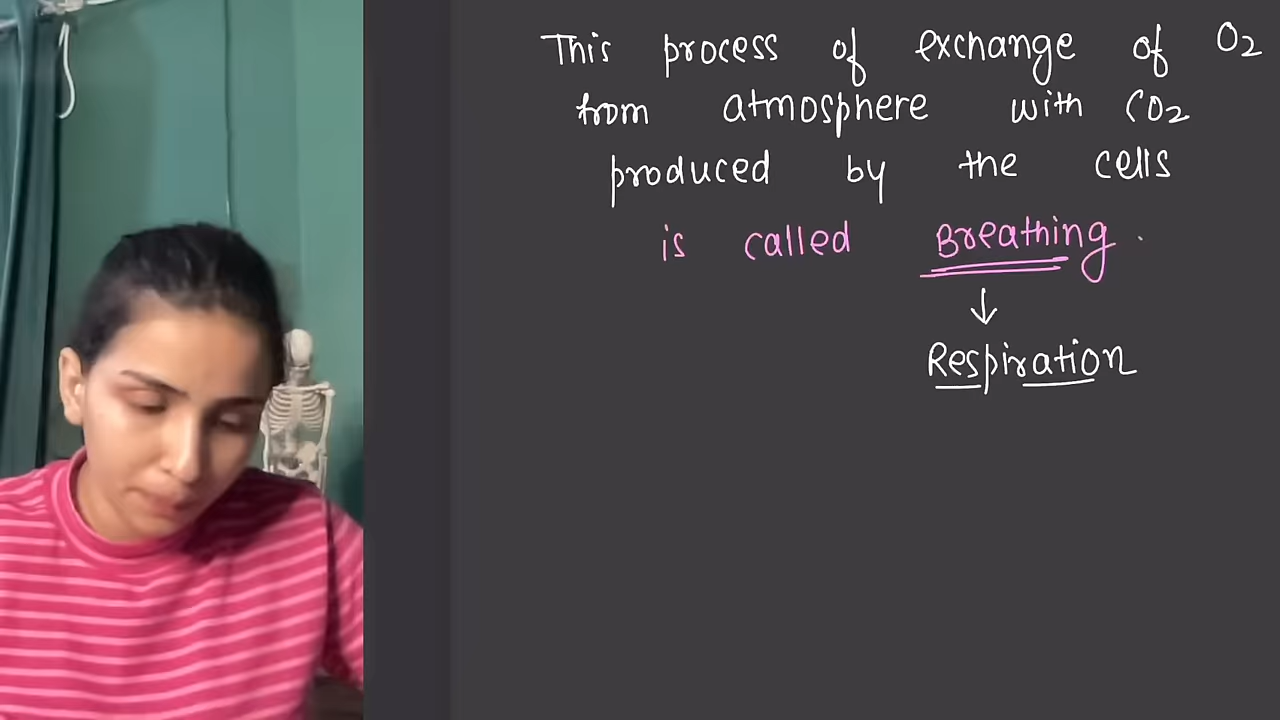 This process of exchange of O₂
from atmosphere with CO₂
produced by the cells
is called Breathing
↓
Respiration